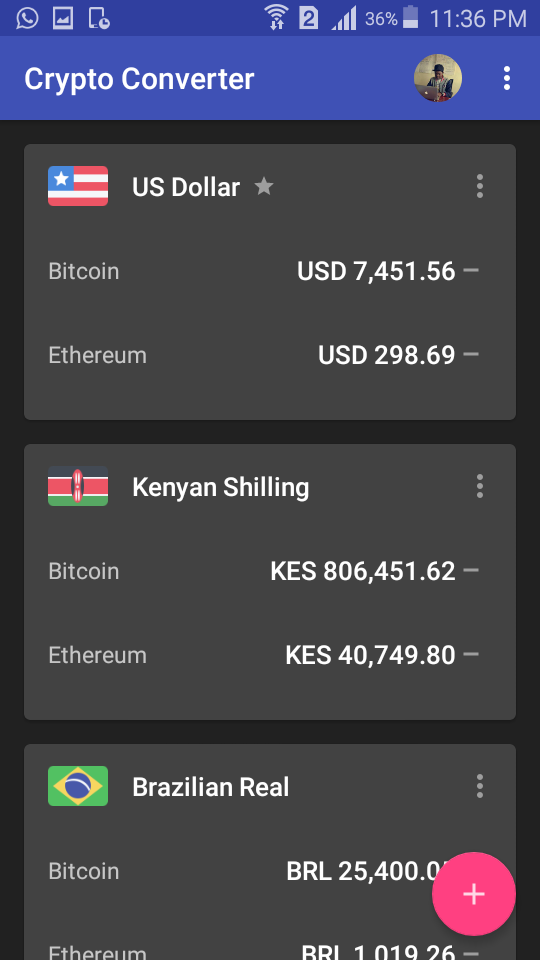 2 36% 11:36 PM
Crypto Converter
US Dollar
Bitcoin USD 7,451.56
Ethereum USD 298.69
Kenyan Shilling
Bitcoin KES 806,451.62
Ethereum KES 40,749.80
Brazilian Real
Bitcoin BRL 25,400.0
Ethereum BRL 1,019.26